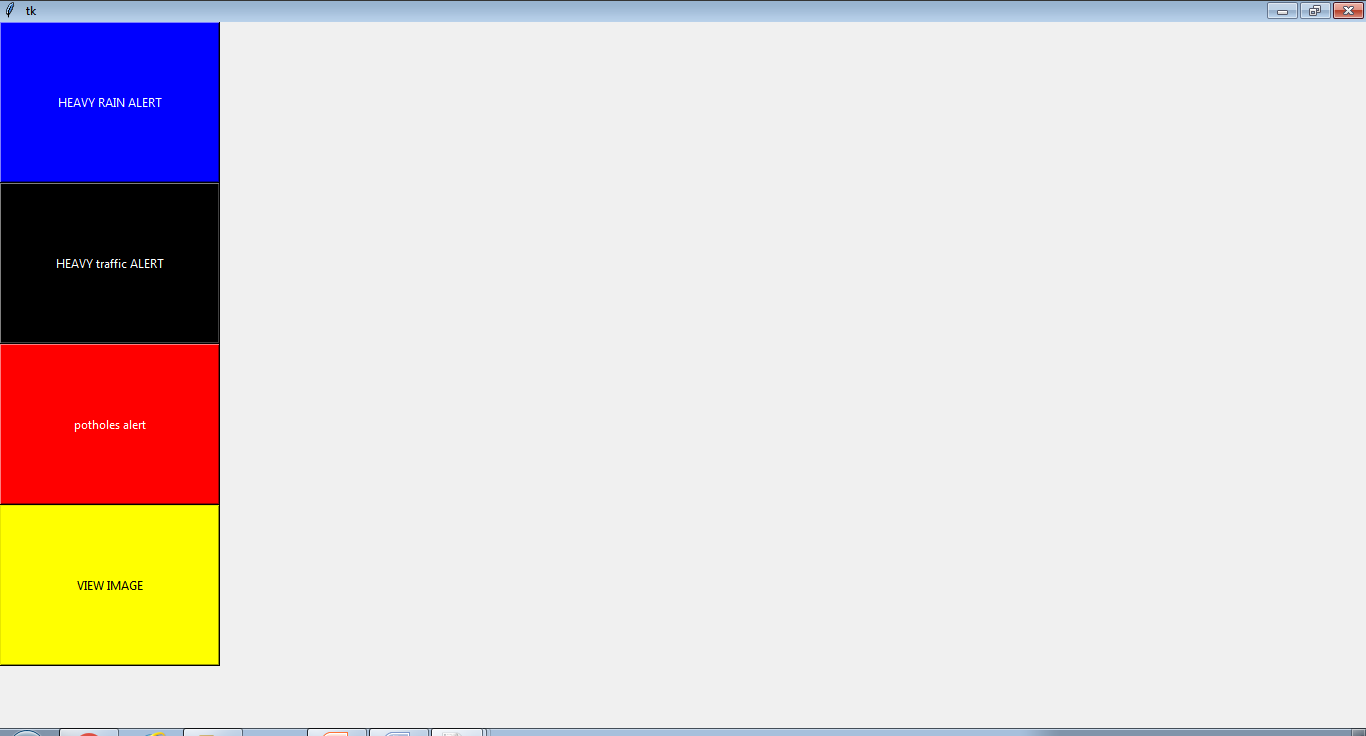 tk
HEAVY RAIN ALERT
HEAVY traffic ALERT
potholes alert
VIEW IMAGE